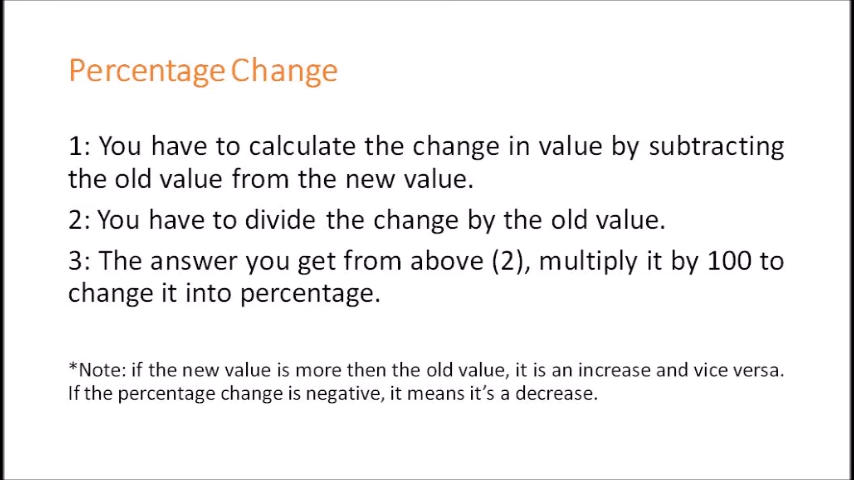 Percentage Change
1: You have to calculate the change in value by subtracting
the old value from the new value.
2: You have to divide the change by the old value.
3: The answer you get from above (2), multiply it by 100 to
change it into percentage.
*Note: if the new value is more then the old value, it is an increase and vice versa.
If the percentage change is negative, it means it’s a decrease.